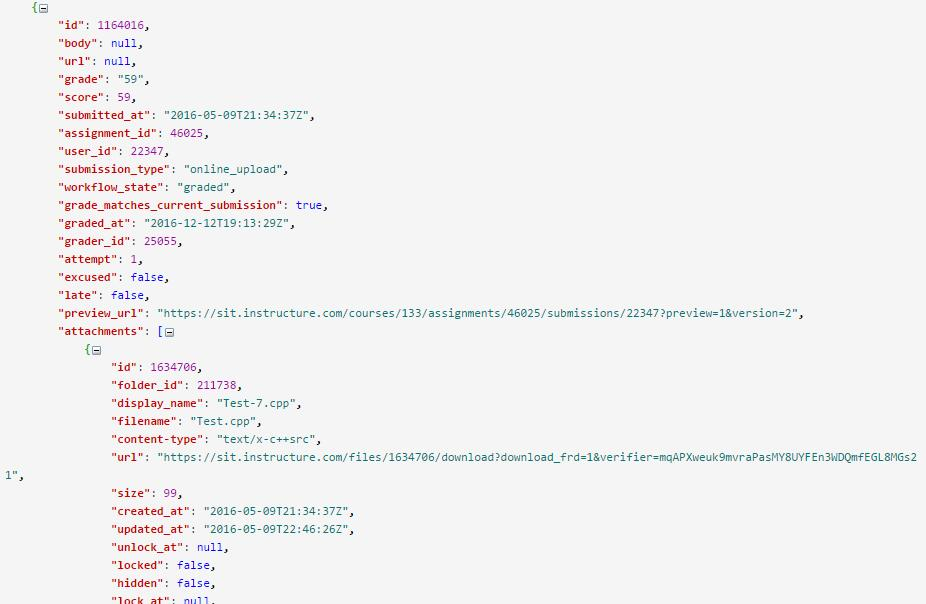 {
"id": 1164016,
"body": null,
"url": null,
"grade": "59",
"score": 59,
"submitted_at": "2016-05-09T21:34:37Z",
"assignment_id": 46025,
"user_id": 22347,
"submission_type": "online_upload",
"workflow_state": "graded",
"grade_matches_current_submission": true,
"graded_at": "2016-12-12T19:13:29Z",
"grader_id": 25055,
"attempt": 1,
"excused": false,
"late": false,
"preview_url": "https://sit.instructure.com/courses/133/assignments/46025/submissions/22347?preview=1&version=2",
"attachments": [
{
"id": 1634706,
"folder_id": 211738,
"display_name": "Test-7.cpp",
"filename": "Test.cpp",
"content-type": "text/x-c++src",
"url": "https://sit.instructure.com/files/1634706/download?download_frd=1&verifier=mqAPXweuk9mvraPasMY8UYFEn3WDQmfEGL8MGs2
1",
"size": 99,
"created_at": "2016-05-09T21:34:37Z",
"updated_at": "2016-05-09T22:46:26Z",
"unlock_at": null,
"locked": false,
"hidden": false,
"lock_at": null,